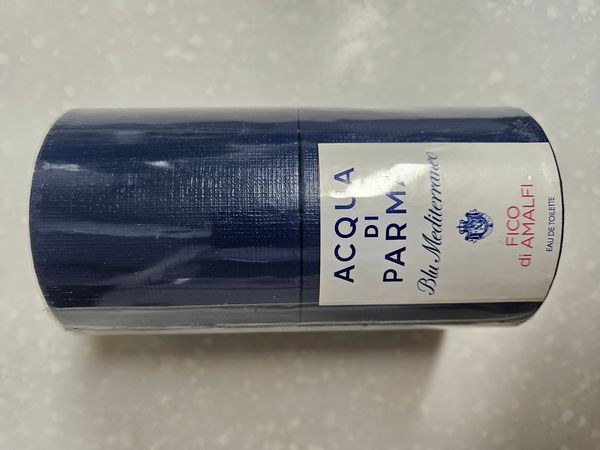 ACQUA
DI
PARMA
Blu Mediterraneo
FICO
di AMALFI
EAU DE TOILETTE